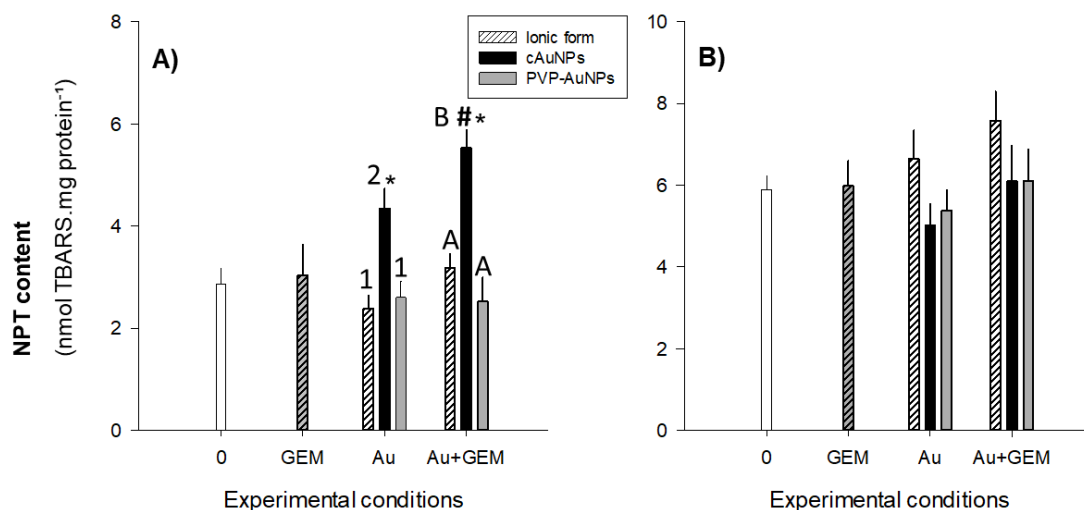 NPT content
(nmol TBARS.mg protein⁻¹)
A)
8
6
4
2
0
Ionic form
cAuNPs
PVP-AuNPs
1
2*
1
A
B #*
A
0
GEM
Au
Au+GEM
Experimental conditions
B)
10
8
6
4
2
0
0
GEM
Au
Au+GEM
Experimental conditions